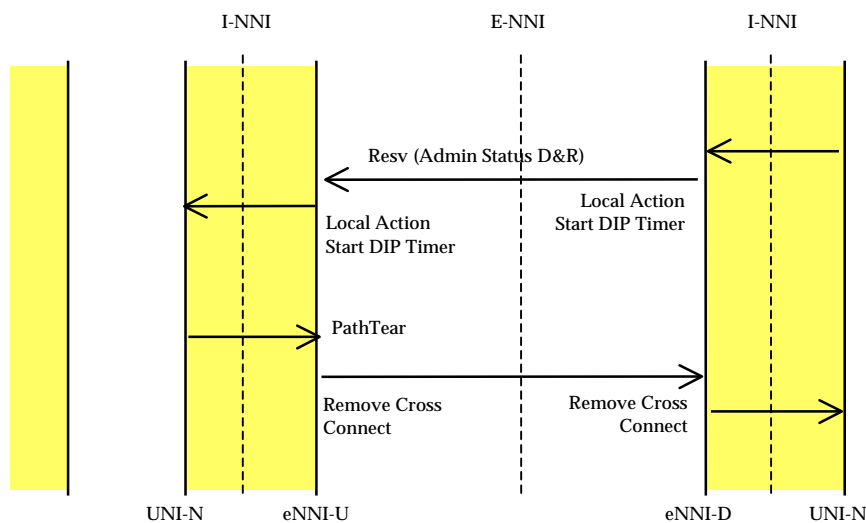 I-NNI
E-NNI
I-NNI
Resv (Admin Status D&R)
Local Action
Start DIP Timer
Local Action
Start DIP Timer
PathTear
Remove Cross
Connect
Remove Cross
Connect
UNI-N
eNNI-U
eNNI-D
UNI-N